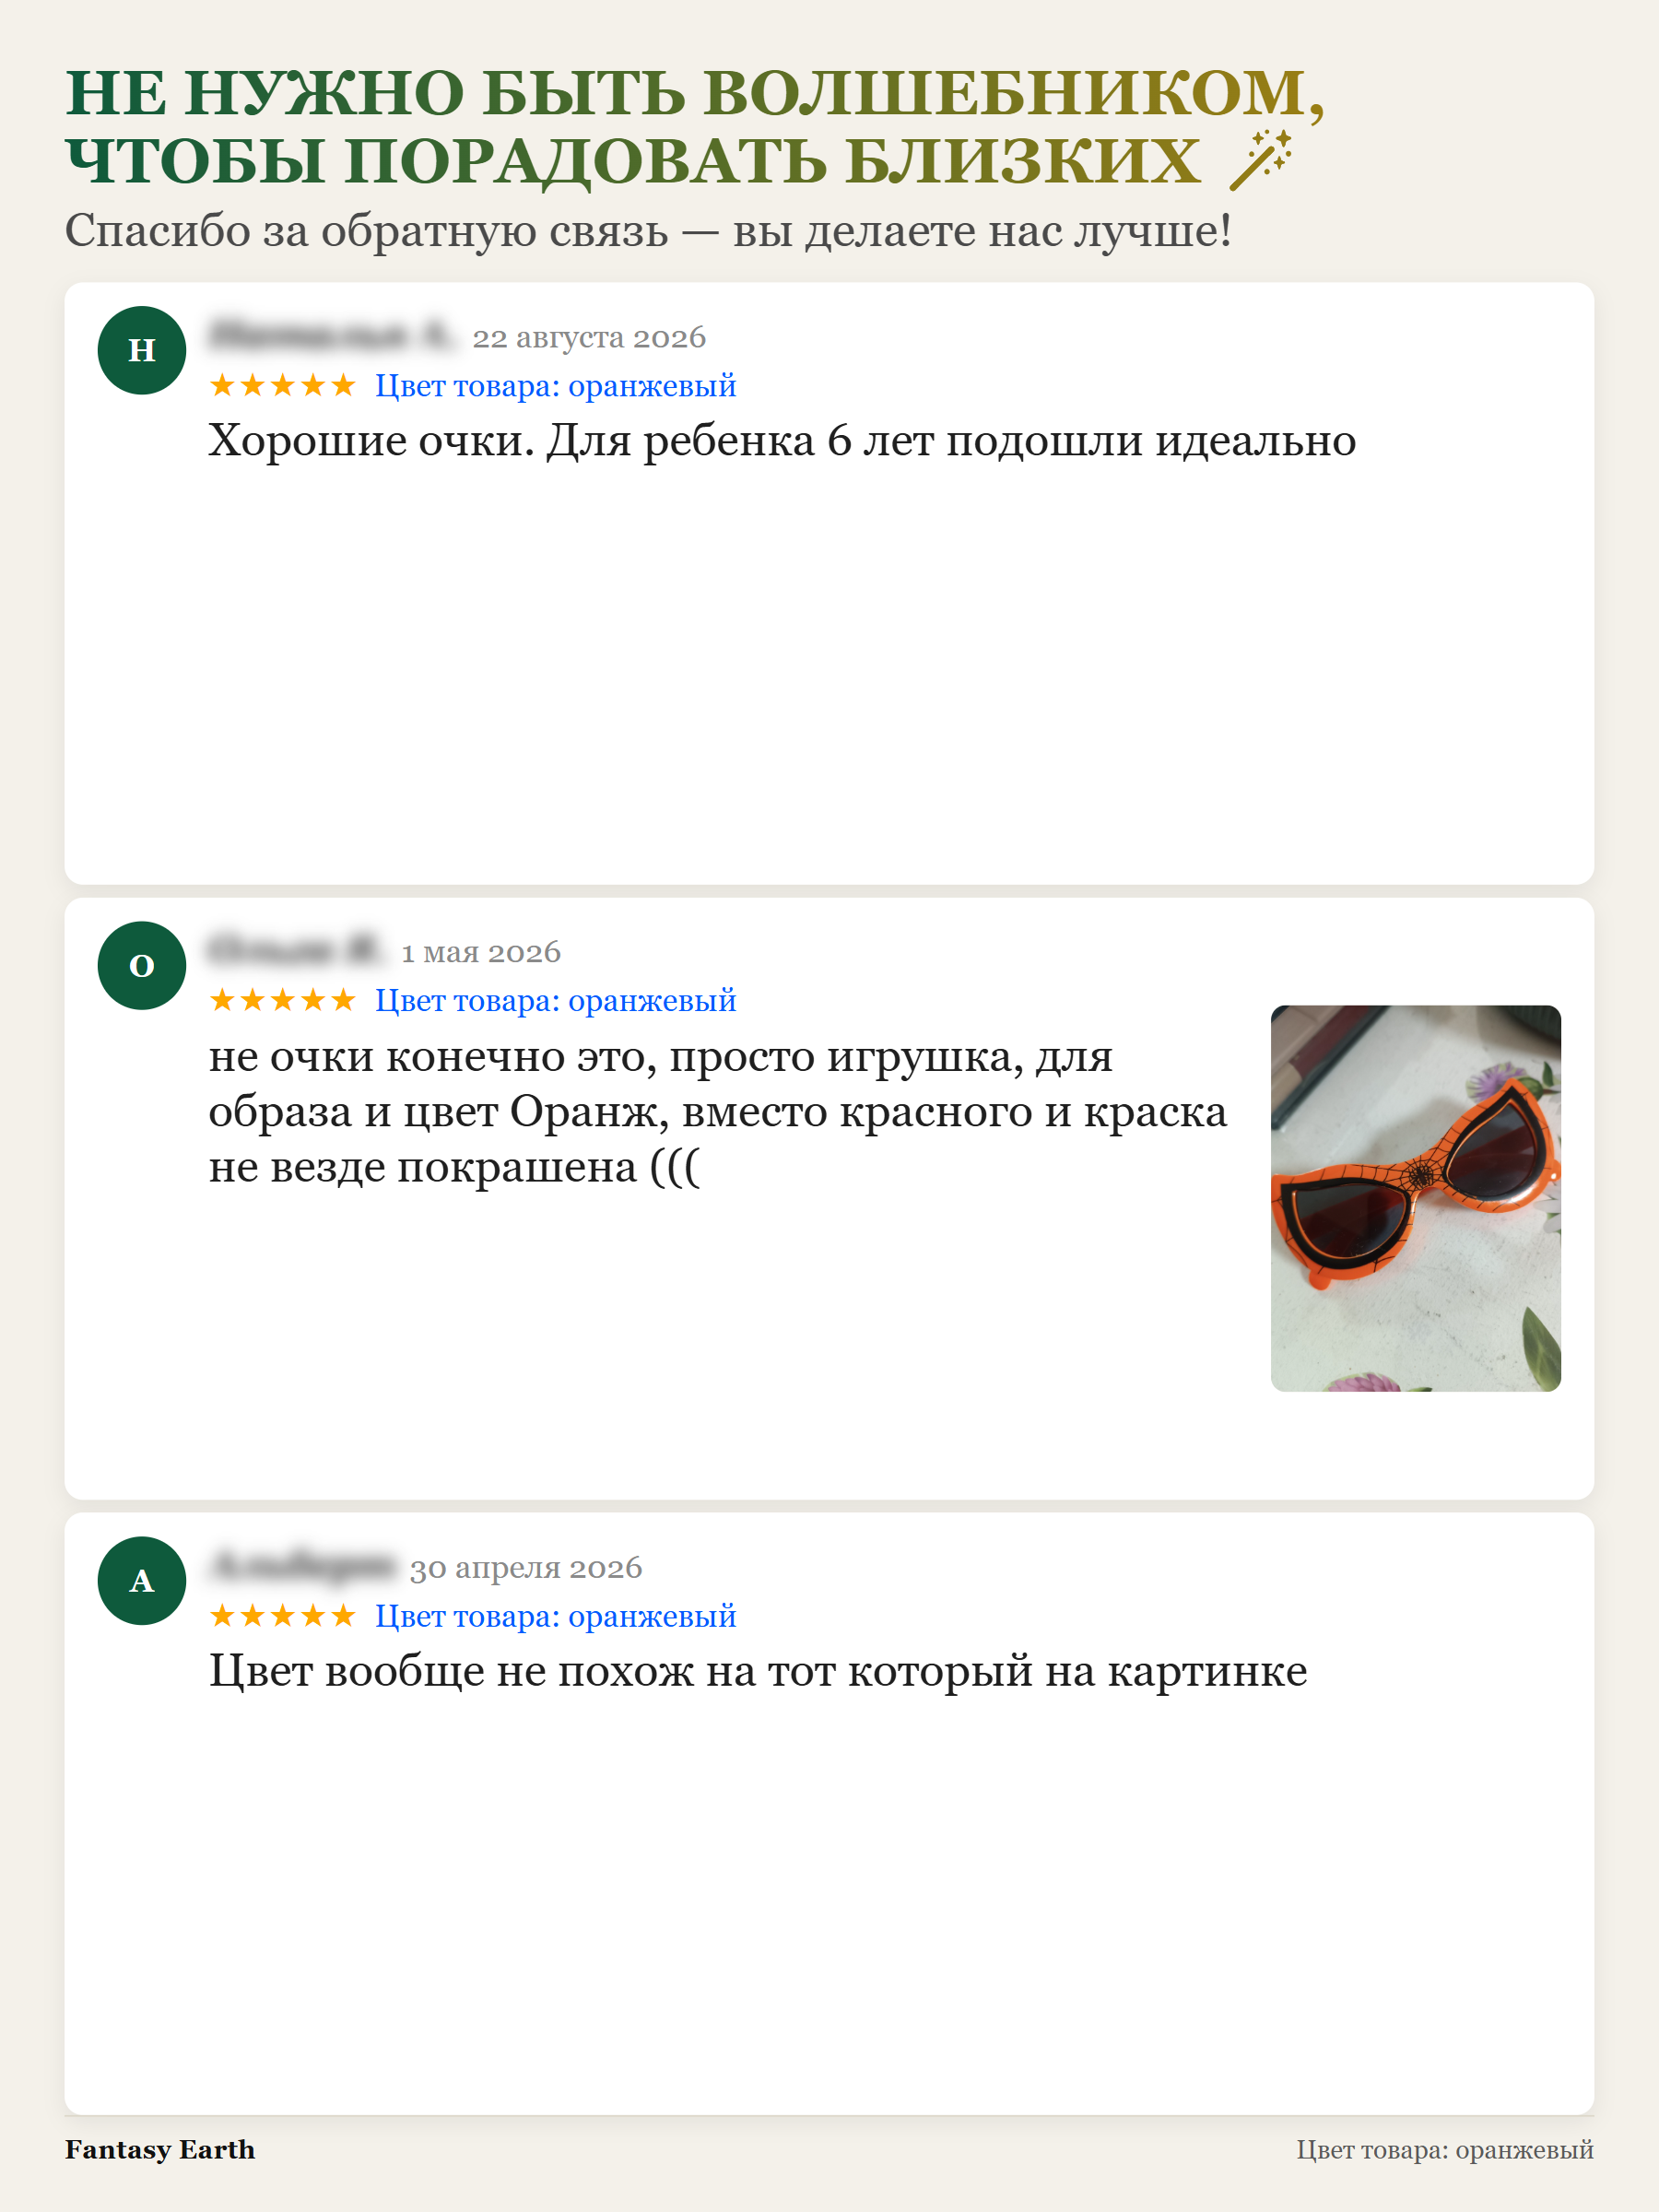 НЕ НУЖНО БЫТЬ ВОЛШЕБНИКОМ,
ЧТОБЫ ПОРАДОВАТЬ БЛИЗКИХ
Спасибо за обратную связь — вы делаете нас лучше!
Н
22 августа 2026
★★★★★ Цвет товара: оранжевый
Хорошие очки. Для ребенка 6 лет подошли идеально
О
1 мая 2026
★★★★★ Цвет товара: оранжевый
не очки конечно это, просто игрушка, для
образа и цвет Оранж, вместо красного и краска
не везде покрашена (((
А
30 апреля 2026
★★★★★ Цвет товара: оранжевый
Цвет вообще не похож на тот который на картинке
Fantasy Earth
Цвет товара: оранжевый